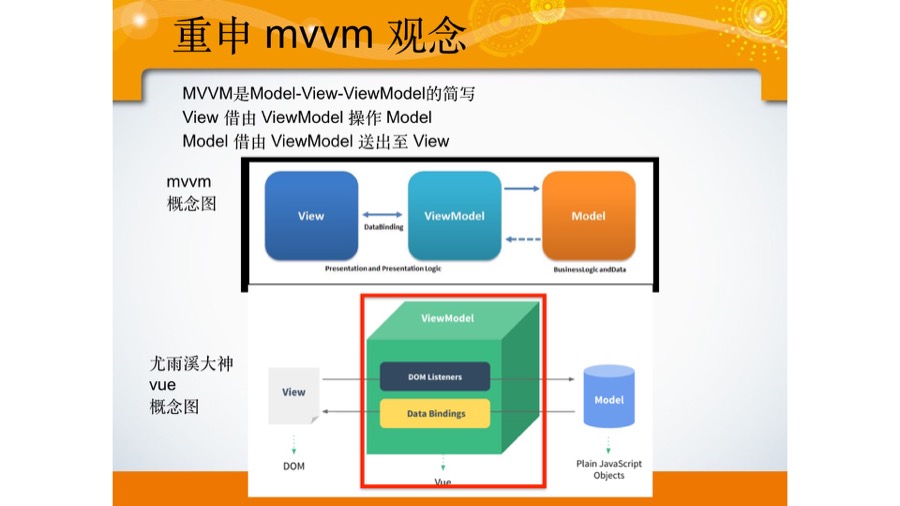 重申 mvvm 观念
MVVM是Model-View-ViewModel的简写
View 借由 ViewModel 操作 Model
Model 借由 ViewModel 送出至 View
mvvm
概念图
View
DataBinding
ViewModel
Model
Presentation and Presentation Logic
BusinessLogic andData
尤雨溪大神
vue
概念图
ViewModel
View
DOM Listeners
Data Bindings
Model
DOM
Vue
Plain JavaScript
Objects